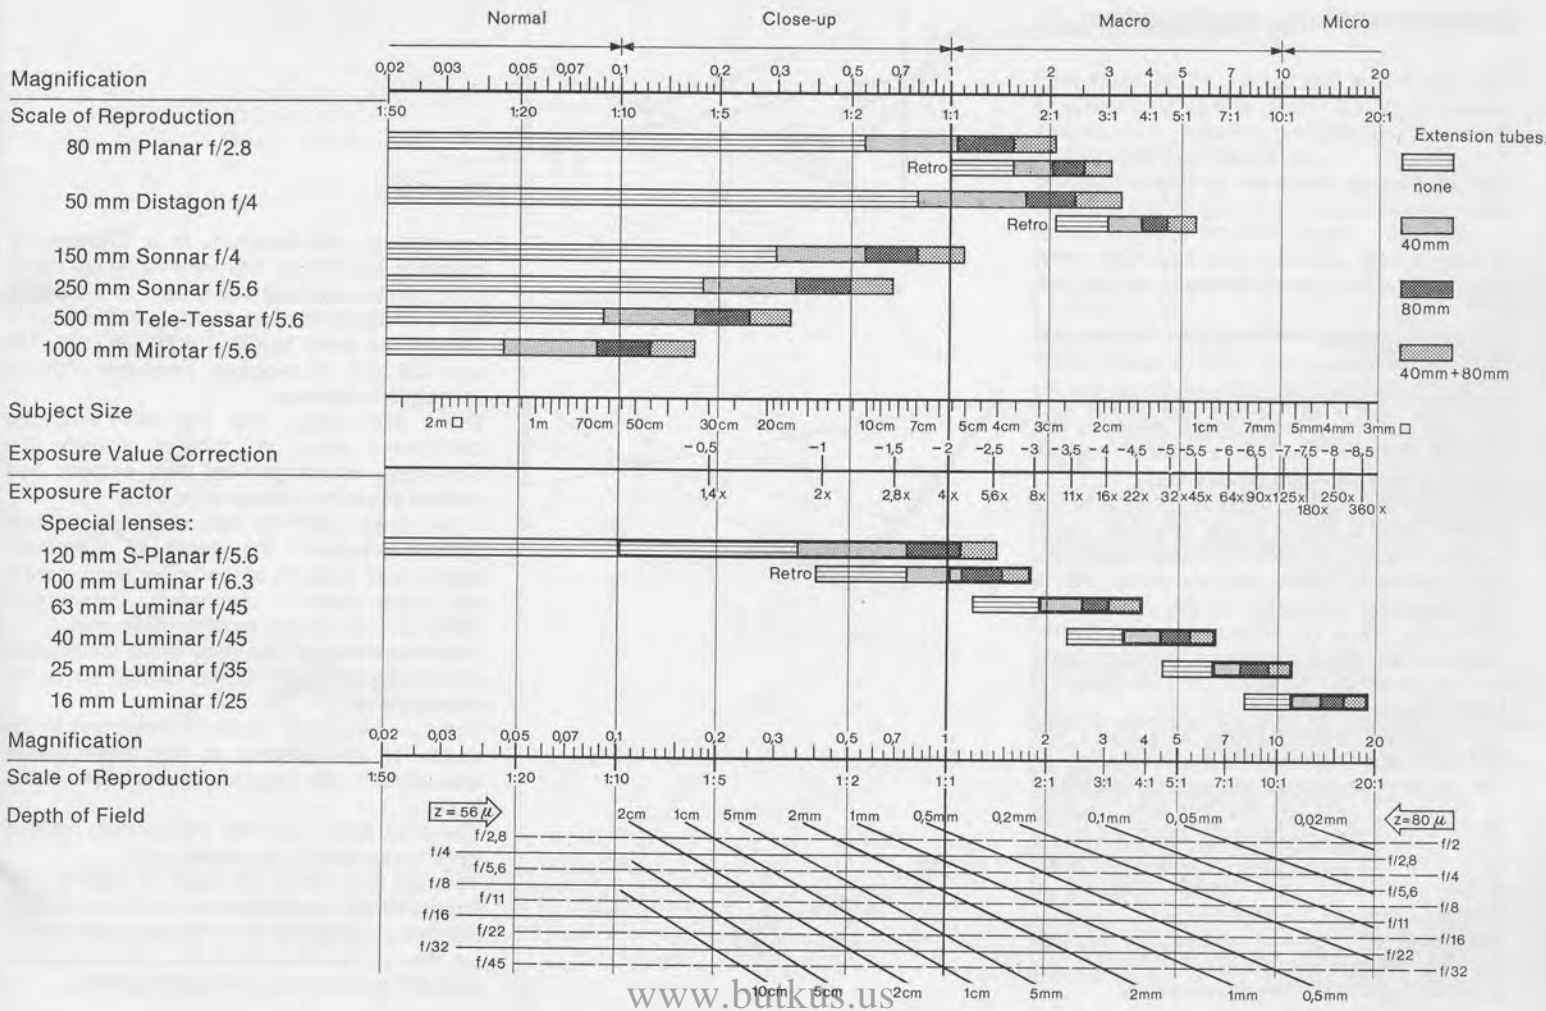 Normal Close-up Macro Micro
Magnification 0,02 0,03 0,05 0,07 0,1 0,2 0,3 0,5 0,7 1 2 3 4 5 7 10 20
Scale of Reproduction 1:50 1:20 1:10 1:5 1:2 1:1 2:1 3:1 4:1 5:1 7:1 10:1 20:1
Extension tubes:
80 mm Planar f/2.8
Retro
none
50 mm Distagon f/4
Retro
40mm
150 mm Sonnar f/4
250 mm Sonnar f/5.6
80mm
500 mm Tele-Tessar f/5.6
1000 mm Mirotar f/5.6
40mm+80mm
Subject Size 2m □ 1m 70cm 50cm 30cm 20cm 10cm 7cm 5cm 4cm 3cm 2cm 1cm 7mm 5mm 4mm 3mm □
Exposure Value Correction -0,5 -1 -1,5 -2 -2,5 -3 -3,5 -4 -4,5 -5 -5,5 -6 -6,5 -7 -7,5 -8 -8,5
Exposure Factor 1,4x 2x 2,8x 4x 5,6x 8x 11x 16x 22x 32x 45x 64x 90x 125x 180x 250x 360x
Special lenses:
120 mm S-Planar f/5.6
100 mm Luminar f/6.3 Retro
63 mm Luminar f/45
40 mm Luminar f/45
25 mm Luminar f/35
16 mm Luminar f/25
Magnification 0,02 0,03 0,05 0,07 0,1 0,2 0,3 0,5 0,7 1 2 3 4 5 7 10 20
Scale of Reproduction 1:50 1:20 1:10 1:5 1:2 1:1 2:1 3:1 4:1 5:1 7:1 10:1 20:1
Depth of Field z=56 μ 2cm 1cm 5mm 2mm 1mm 0,5mm 0,2mm 0,1mm 0,05mm 0,02mm z=80 μ
f/2,8 f/2
f/4 f/2,8
f/5,6 f/4
f/8 f/5,6
f/11 f/8
f/16 f/11
f/22 f/16
f/32 f/22
f/45 f/32
10cm 5cm 2cm 1cm 5mm 2mm 1mm 0,5mm
www.butkus.us